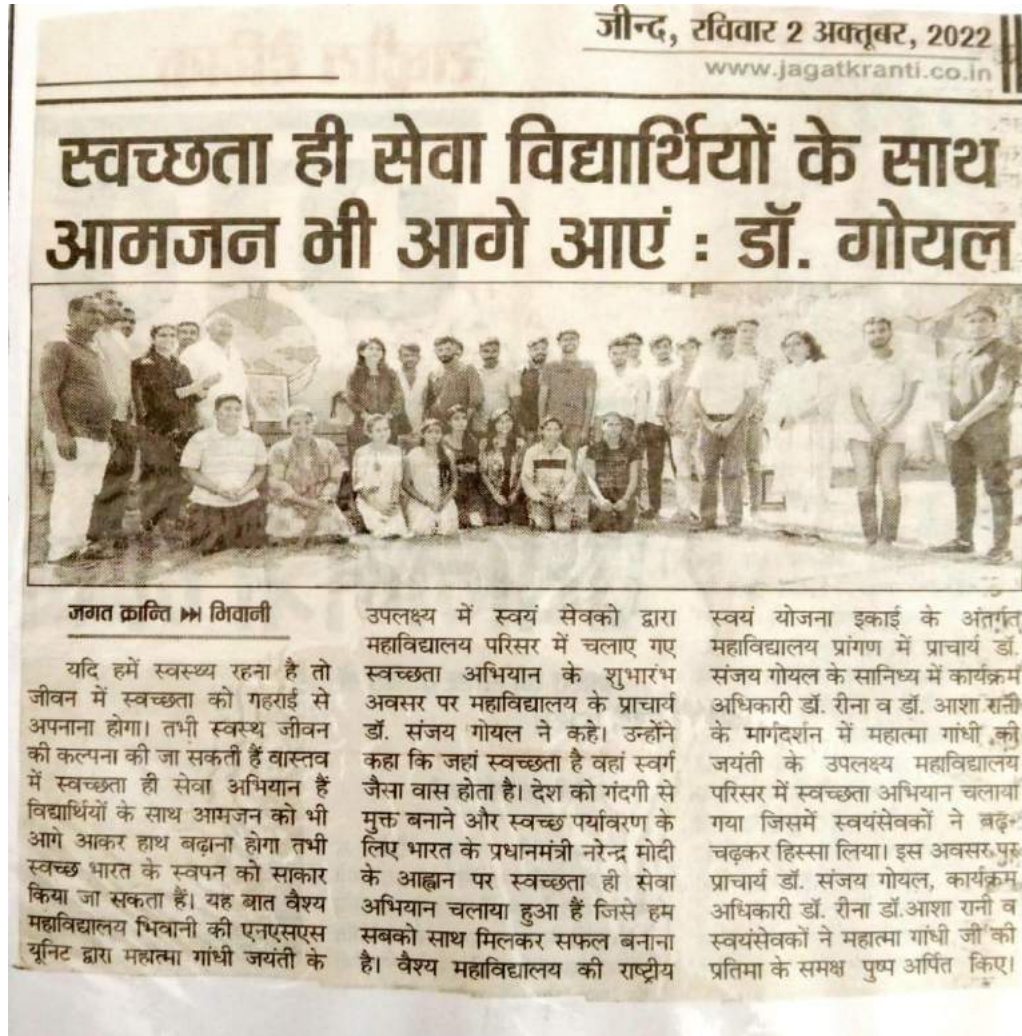 जीन्द, रविवार 2 अक्तूबर, 2022
www.jagatkranti.co.in
स्वच्छता ही सेवा विद्यार्थियों के साथ
आमजन भी आगे आएं : डॉ. गोयल
जगत क्रान्ति ▸▸ भिवानी
यदि हमें स्वस्थ्य रहना है तो
जीवन में स्वच्छता को गहराई से
अपनाना होगा। तभी स्वस्थ जीवन
की कल्पना की जा सकती हैं वास्तव
में स्वच्छता ही सेवा अभियान हैं
विद्यार्थियों के साथ आमजन को भी
आगे आकर हाथ बढ़ाना होगा तभी
स्वच्छ भारत के स्वपन को साकार
किया जा सकता हैं। यह बात वैश्य
महाविद्यालय भिवानी की एनएसएस
यूनिट द्वारा महात्मा गांधी जयंती के
उपलक्ष्य में स्वयं सेवको द्वारा
महाविद्यालय परिसर में चलाए गए
स्वच्छता अभियान के शुभारंभ
अवसर पर महाविद्यालय के प्राचार्य
डॉ. संजय गोयल ने कहे। उन्होंने
कहा कि जहां स्वच्छता है वहां स्वर्ग
जैसा वास होता है। देश को गंदगी से
मुक्त बनाने और स्वच्छ पर्यावरण के
लिए भारत के प्रधानमंत्री नरेन्द्र मोदी
के आह्वान पर स्वच्छता ही सेवा
अभियान चलाया हुआ हैं जिसे हम
सबको साथ मिलकर सफल बनाना
है। वैश्य महाविद्यालय की राष्ट्रीय
स्वयं योजना इकाई के अंतर्गत
महाविद्यालय प्रांगण में प्राचार्य डॉ.
संजय गोयल के सानिध्य में कार्यक्रम
अधिकारी डॉ. रीना व डॉ. आशा रानी
के मार्गदर्शन में महात्मा गांधी की
जयंती के उपलक्ष्य महाविद्यालय
परिसर में स्वच्छता अभियान चलाया
गया जिसमें स्वयंसेवकों ने बढ़-
चढ़कर हिस्सा लिया। इस अवसर पर
प्राचार्य डॉ. संजय गोयल, कार्यक्रम
अधिकारी डॉ. रीना डॉ.आशा रानी व
स्वयंसेवकों ने महात्मा गांधी जी की
प्रतिमा के समक्ष पुष्प अर्पित किए।